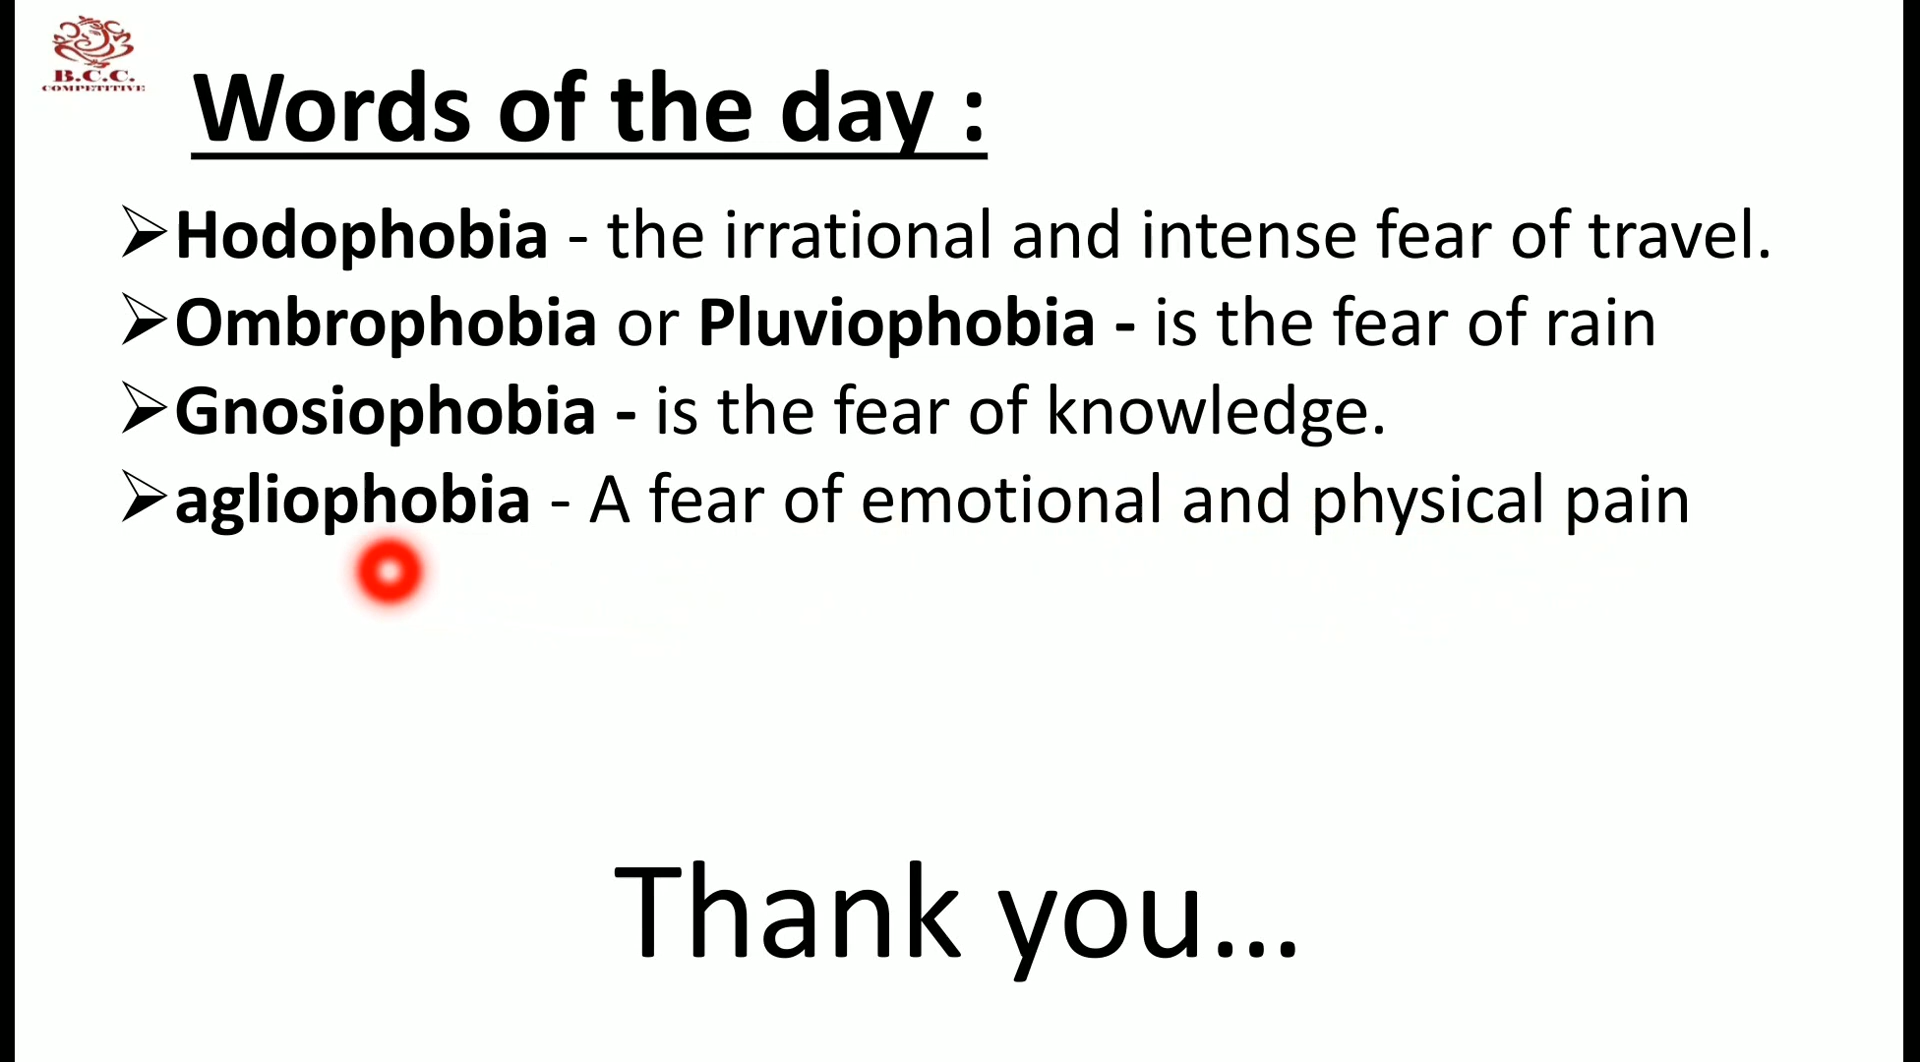 B.C.C.
COMPETITIVE
Words of the day :
Hodophobia - the irrational and intense fear of travel.
Ombrophobia or Pluviophobia - is the fear of rain
Gnosiophobia - is the fear of knowledge.
agliophobia - A fear of emotional and physical pain
Thank you...